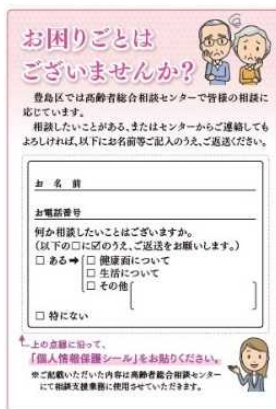 お困りごとは
ございませんか?
豊島区では高齢者総合相談センターで皆様の相談に
応じています。
相談したいことがある、またはセンターからご連絡しても
よろしければ、以下にお名前等ご記入のうえ、ご返送ください。
お 名 前
お電話番号
何か相談したいことはございますか。
(以下の□に☑のうえ、ご返送をお願いします。)
□ ある➡ □ 健康面について
□ 生活について
□ その他
□ 特にない
上の点線に沿って、
「個人情報保護シール」をお貼りください。
※ご記載いただいた内容は高齢者総合相談センター
にて相談支援業務に使用させていただきます。